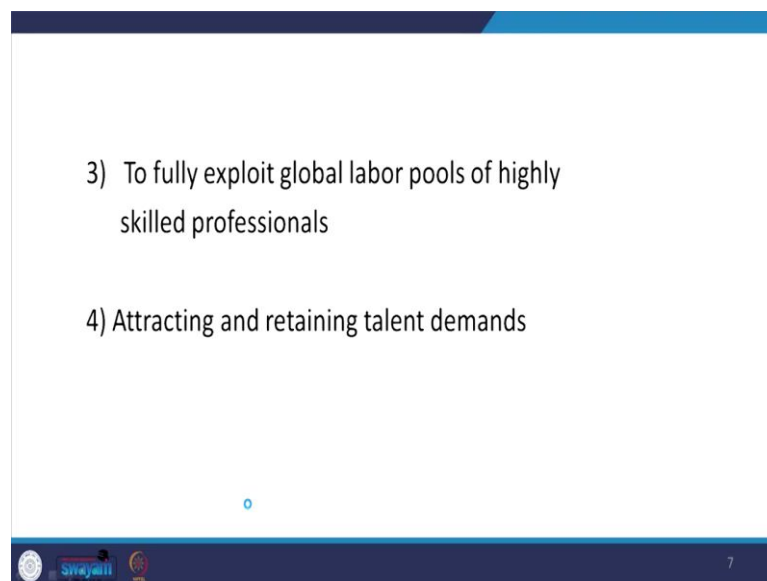 3) To fully exploit global labor pools of highly
skilled professionals
4) Attracting and retaining talent demands
swayam
7